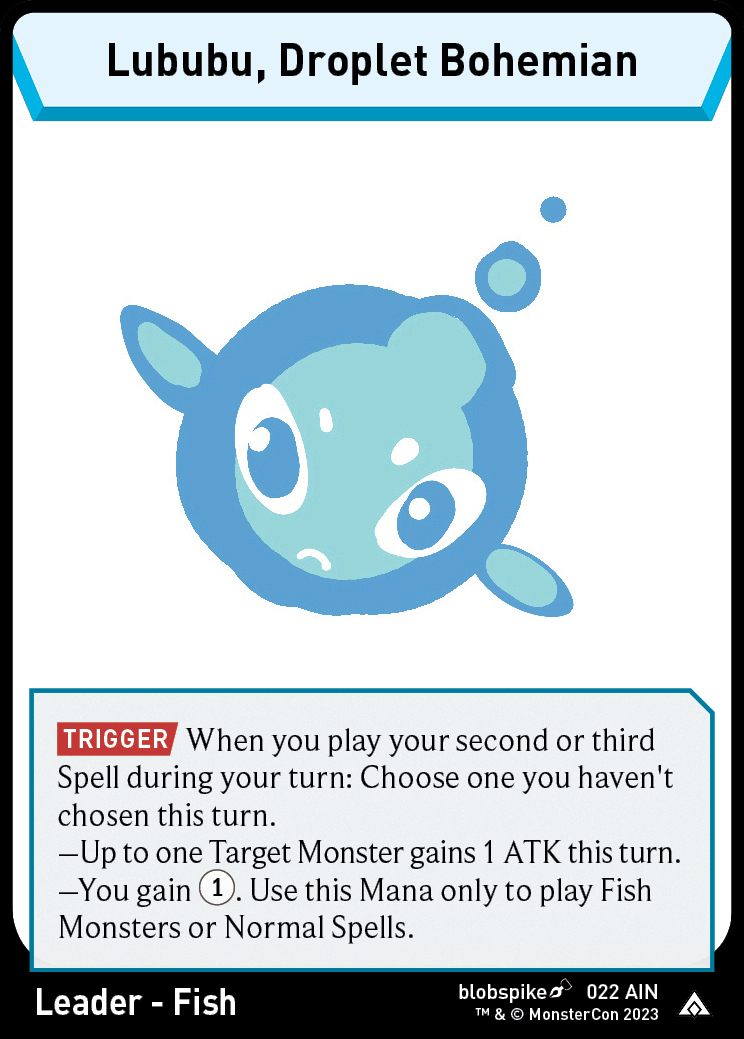 Lububu, Droplet Bohemian
TRIGGER When you play your second or third
Spell during your turn: Choose one you haven't
chosen this turn.
—Up to one Target Monster gains 1 ATK this turn.
—You gain 1. Use this Mana only to play Fish
Monsters or Normal Spells.
Leader - Fish
blobspike 022 AIN
™ & © MonsterCon 2023